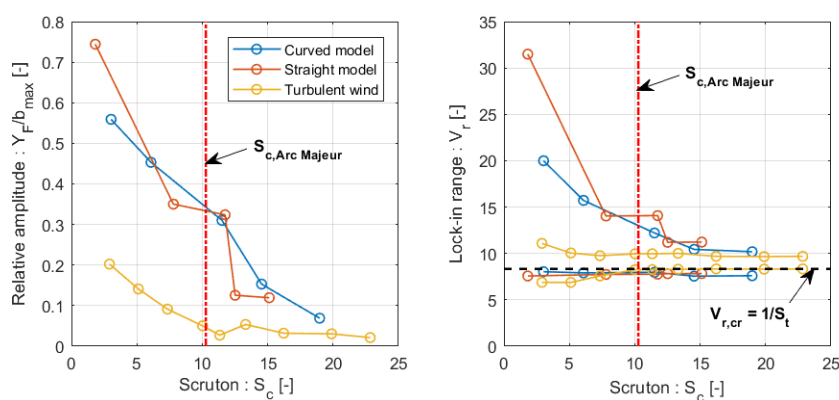 0.8
0.7
0.6
0.5
0.4
0.3
0.2
0.1
0
0
5
10
15
20
25
Relative amplitude : Y_F/b_max [-]
Scruton : S_c [-]
Curved model
Straight model
Turbulent wind
S_c,Arc Majeur
35
30
25
20
15
10
5
0
0
5
10
15
20
25
Lock-in range : V_r [-]
Scruton : S_c [-]
S_c,Arc Majeur
V_r,cr = 1/S_t